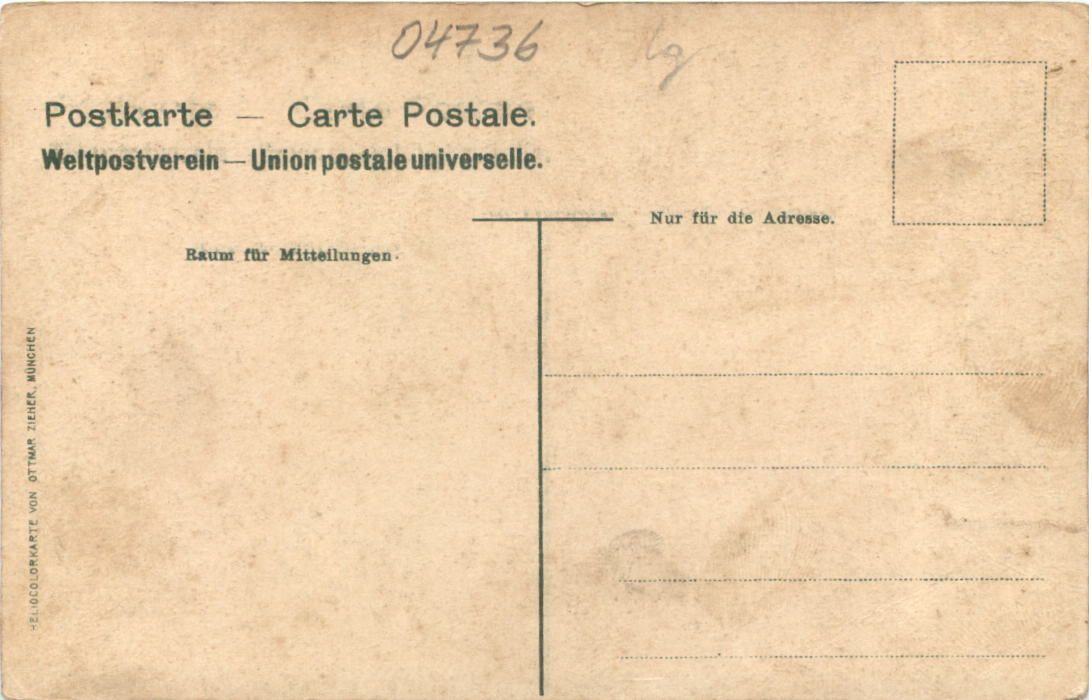 04736 lg
Postkarte — Carte Postale.
Weltpostverein — Union postale universelle.
Nur für die Adresse.
Raum für Mitteilungen.
HELIOCOLORKARTE VON OTTMAR ZIEHER, MÜNCHEN